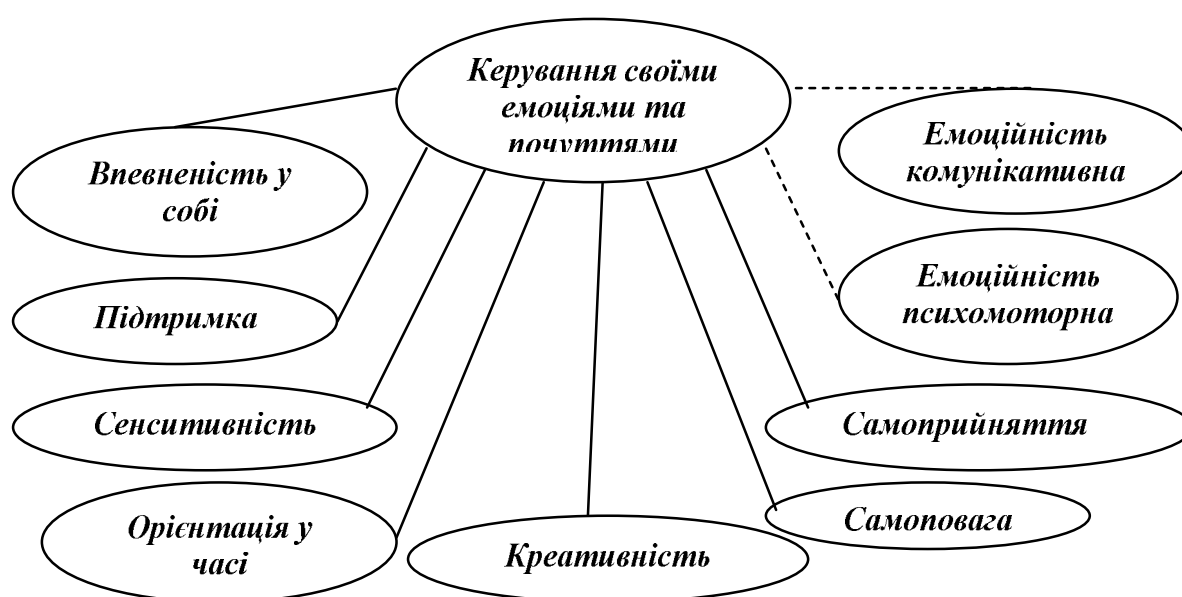 Керування своїми
емоціями та
почуттями
Емоційність
комунікативна
Впевненість у
собі
Емоційність
психомоторна
Підтримка
Сенситивність
Самоприйняття
Орієнтація у
часі
Креативність
Самоповага